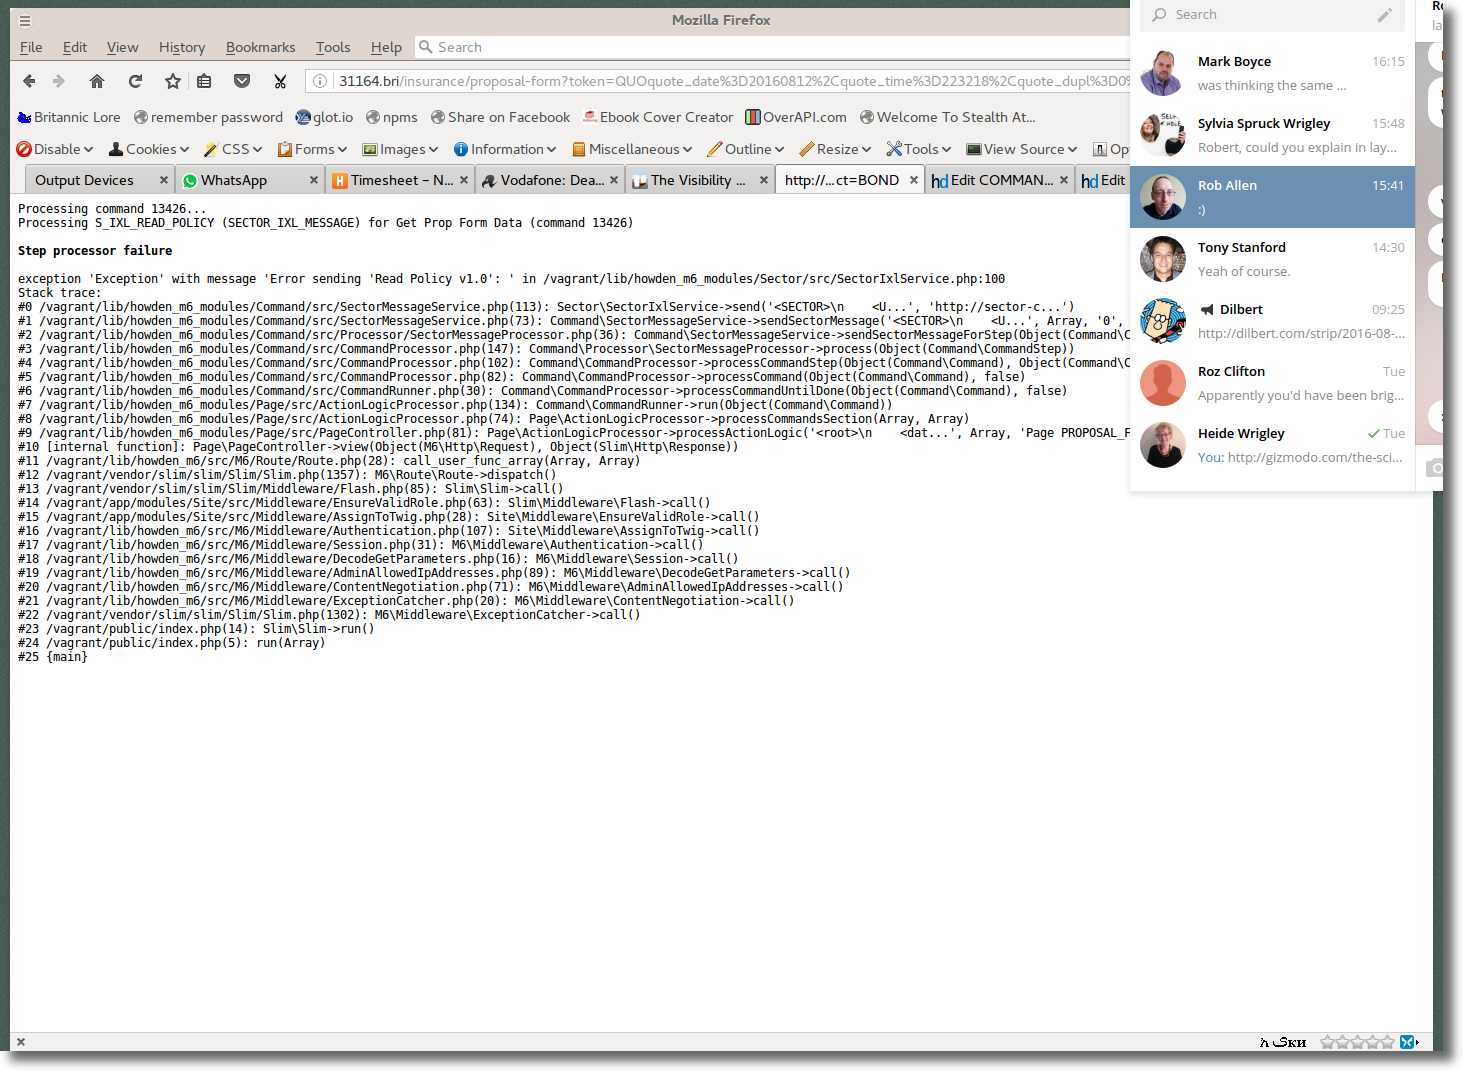 Mozilla Firefox
File Edit View History Bookmarks Tools Help Search
31164.bri/insurance/proposal-form?token=QUOquote_date%3D20160812%2Cquote_time%3D223218%2Cquote_dupl%3D0%
Britannic Lore remember password glot.io npms Share on Facebook Ebook Cover Creator OverAPI.com Welcome To Stealth At...
Disable Cookies CSS Forms Images Information Miscellaneous Outline Resize Tools View Source Op
Output Devices WhatsApp Timesheet – N... Vodafone: Dea... The Visibility ... http://...ct=BOND hd Edit COMMAN... hd Edit
Processing command 13426...
Processing S_IXL_READ_POLICY (SECTOR_IXL_MESSAGE) for Get Prop Form Data (command 13426)
Step processor failure
exception 'Exception' with message 'Error sending 'Read Policy v1.0': ' in /vagrant/lib/howden_m6_modules/Sector/src/SectorIxlService.php:100
Stack trace:
#0 /vagrant/lib/howden_m6_modules/Command/src/SectorMessageService.php(113): Sector\SectorIxlService->send('<SECTOR>\n    <U...', 'http://sector-c...')
#1 /vagrant/lib/howden_m6_modules/Command/src/SectorMessageService.php(73): Command\SectorMessageService->sendSectorMessage('<SECTOR>\n    <U...', Array, '0',
#2 /vagrant/lib/howden_m6_modules/Command/src/Processor/SectorMessageProcessor.php(36): Command\SectorMessageService->sendSectorMessageForStep(Object(Command\C
#3 /vagrant/lib/howden_m6_modules/Command/src/CommandProcessor.php(147): Command\Processor\SectorMessageProcessor->process(Object(Command\CommandStep))
#4 /vagrant/lib/howden_m6_modules/Command/src/CommandProcessor.php(102): Command\CommandProcessor->processCommandStep(Object(Command\Command), Object(Command\C
#5 /vagrant/lib/howden_m6_modules/Command/src/CommandProcessor.php(82): Command\CommandProcessor->processCommand(Object(Command\Command), false)
#6 /vagrant/lib/howden_m6_modules/Command/src/CommandRunner.php(30): Command\CommandProcessor->processCommandUntilDone(Object(Command\Command), false)
#7 /vagrant/lib/howden_m6_modules/Page/src/ActionLogicProcessor.php(134): Command\CommandRunner->run(Object(Command\Command))
#8 /vagrant/lib/howden_m6_modules/Page/src/ActionLogicProcessor.php(74): Page\ActionLogicProcessor->processCommandsSection(Array, Array)
#9 /vagrant/lib/howden_m6_modules/Page/src/PageController.php(81): Page\ActionLogicProcessor->processActionLogic('<root>\n    <dat...', Array, 'Page PROPOSAL_F
#10 [internal function]: Page\PageController->view(Object(M6\Http\Request), Object(Slim\Http\Response))
#11 /vagrant/lib/howden_m6/src/M6/Route/Route.php(28): call_user_func_array(Array, Array)
#12 /vagrant/vendor/slim/slim/Slim/Slim.php(1357): M6\Route\Route->dispatch()
#13 /vagrant/vendor/slim/slim/Slim/Middleware/Flash.php(85): Slim\Slim->call()
#14 /vagrant/app/modules/Site/src/Middleware/EnsureValidRole.php(63): Slim\Middleware\Flash->call()
#15 /vagrant/app/modules/Site/src/Middleware/AssignToTwig.php(28): Site\Middleware\EnsureValidRole->call()
#16 /vagrant/lib/howden_m6/src/M6/Middleware/Authentication.php(107): Site\Middleware\AssignToTwig->call()
#17 /vagrant/lib/howden_m6/src/M6/Middleware/Session.php(31): M6\Middleware\Authentication->call()
#18 /vagrant/lib/howden_m6/src/M6/Middleware/DecodeGetParameters.php(16): M6\Middleware\Session->call()
#19 /vagrant/lib/howden_m6/src/M6/Middleware/AdminAllowedIpAddresses.php(89): M6\Middleware\DecodeGetParameters->call()
#20 /vagrant/lib/howden_m6/src/M6/Middleware/ContentNegotiation.php(71): M6\Middleware\AdminAllowedIpAddresses->call()
#21 /vagrant/lib/howden_m6/src/M6/Middleware/ExceptionCatcher.php(20): M6\Middleware\ContentNegotiation->call()
#22 /vagrant/vendor/slim/slim/Slim/Slim.php(1302): M6\Middleware\ExceptionCatcher->call()
#23 /vagrant/public/index.php(14): Slim\Slim->run()
#24 /vagrant/public/index.php(5): run(Array)
#25 {main}
Search
Mark Boyce 16:15
was thinking the same ...
Sylvia Spruck Wrigley 15:48
Robert, could you explain in lay...
Rob Allen 15:41
:)
Tony Stanford 14:30
Yeah of course.
Dilbert 09:25
http://dilbert.com/strip/2016-08-...
Roz Clifton Tue
Apparently you'd have been brig...
Heide Wrigley Tue
You: http://gizmodo.com/the-sci...